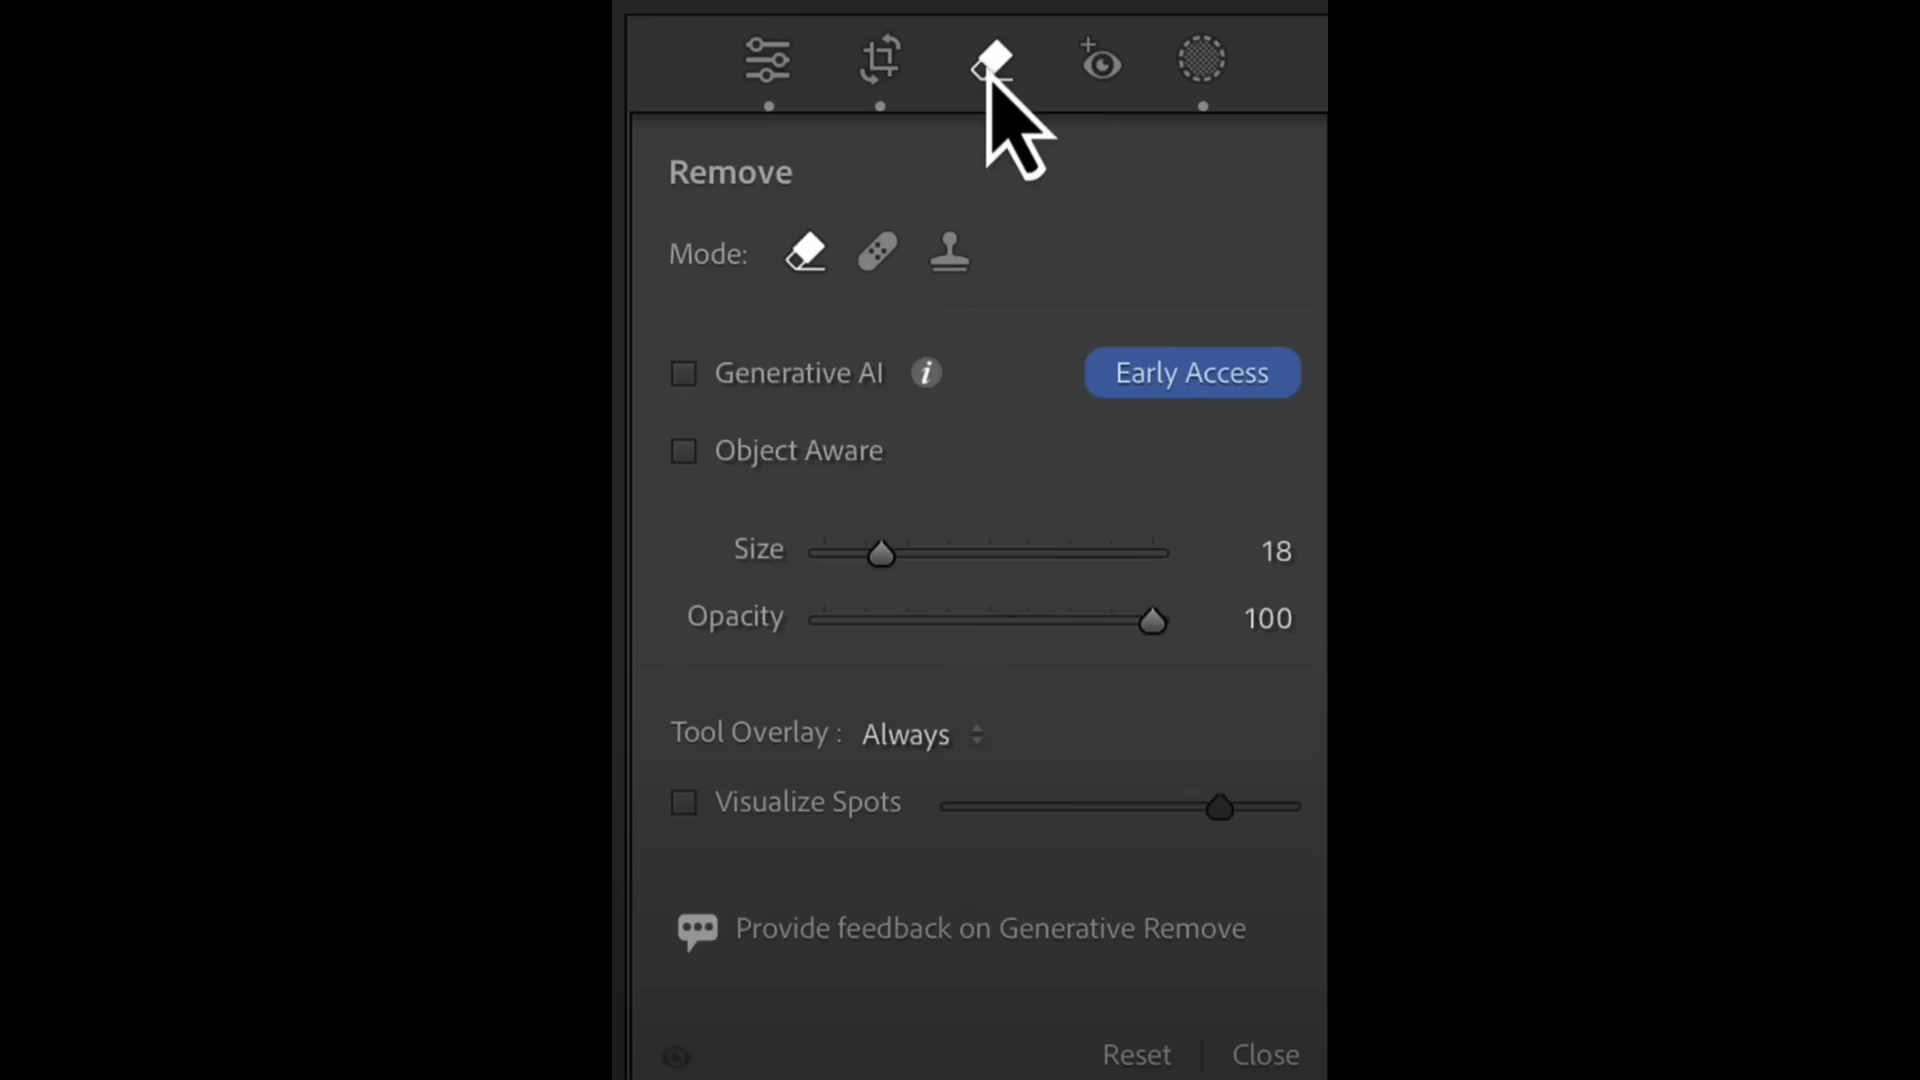 Remove
Mode:
Generative AI i Early Access
Object Aware
Size 18
Opacity 100
Tool Overlay : Always
Visualize Spots
Provide feedback on Generative Remove
Reset Close